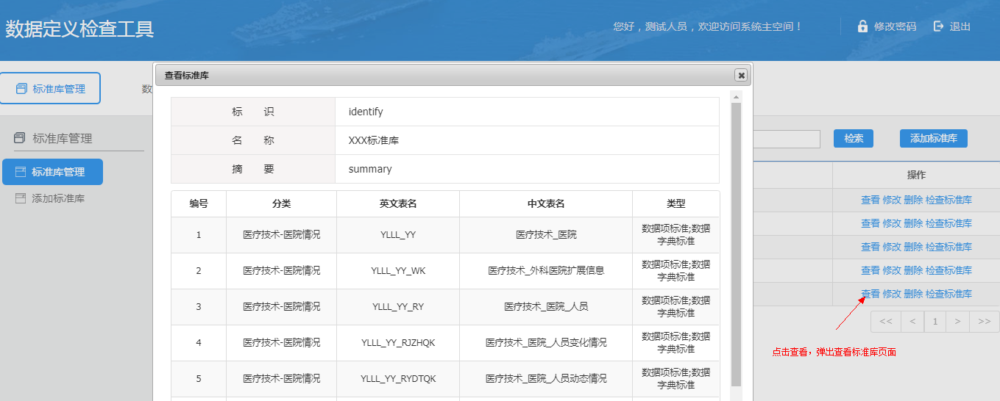 数据定义检查工具
您好，测试人员，欢迎访问系统主空间！
修改密码
退出
标准库管理
数
查看标准库
标准库管理
标准库管理
添加标准库
标 识 identify
名 称 XXX标准库
摘 要 summary
编号 分类 英文表名 中文表名 类型
1 医疗技术-医院情况 YLLL_YY 医疗技术_医院 数据项标准;数据
字典标准
2 医疗技术-医院情况 YLLL_YY_WK 医疗技术_外科医院扩展信息 数据项标准;数据
字典标准
3 医疗技术-医院情况 YLLL_YY_RY 医疗技术_医院_人员 数据项标准;数据
字典标准
4 医疗技术-医院情况 YLLL_YY_RJZHQK 医疗技术_医院_人员变化情况 数据项标准;数据
字典标准
5 医疗技术-医院情况 YLLL_YY_RYDTQK 医疗技术_医院_人员动态情况 数据项标准;数据
字典标准
检索
添加标准库
操作
查看 修改 删除 检查标准库
查看 修改 删除 检查标准库
查看 修改 删除 检查标准库
查看 修改 删除 检查标准库
查看 修改 删除 检查标准库
<< < 1 > >>
点击查看，弹出查看标准库页面